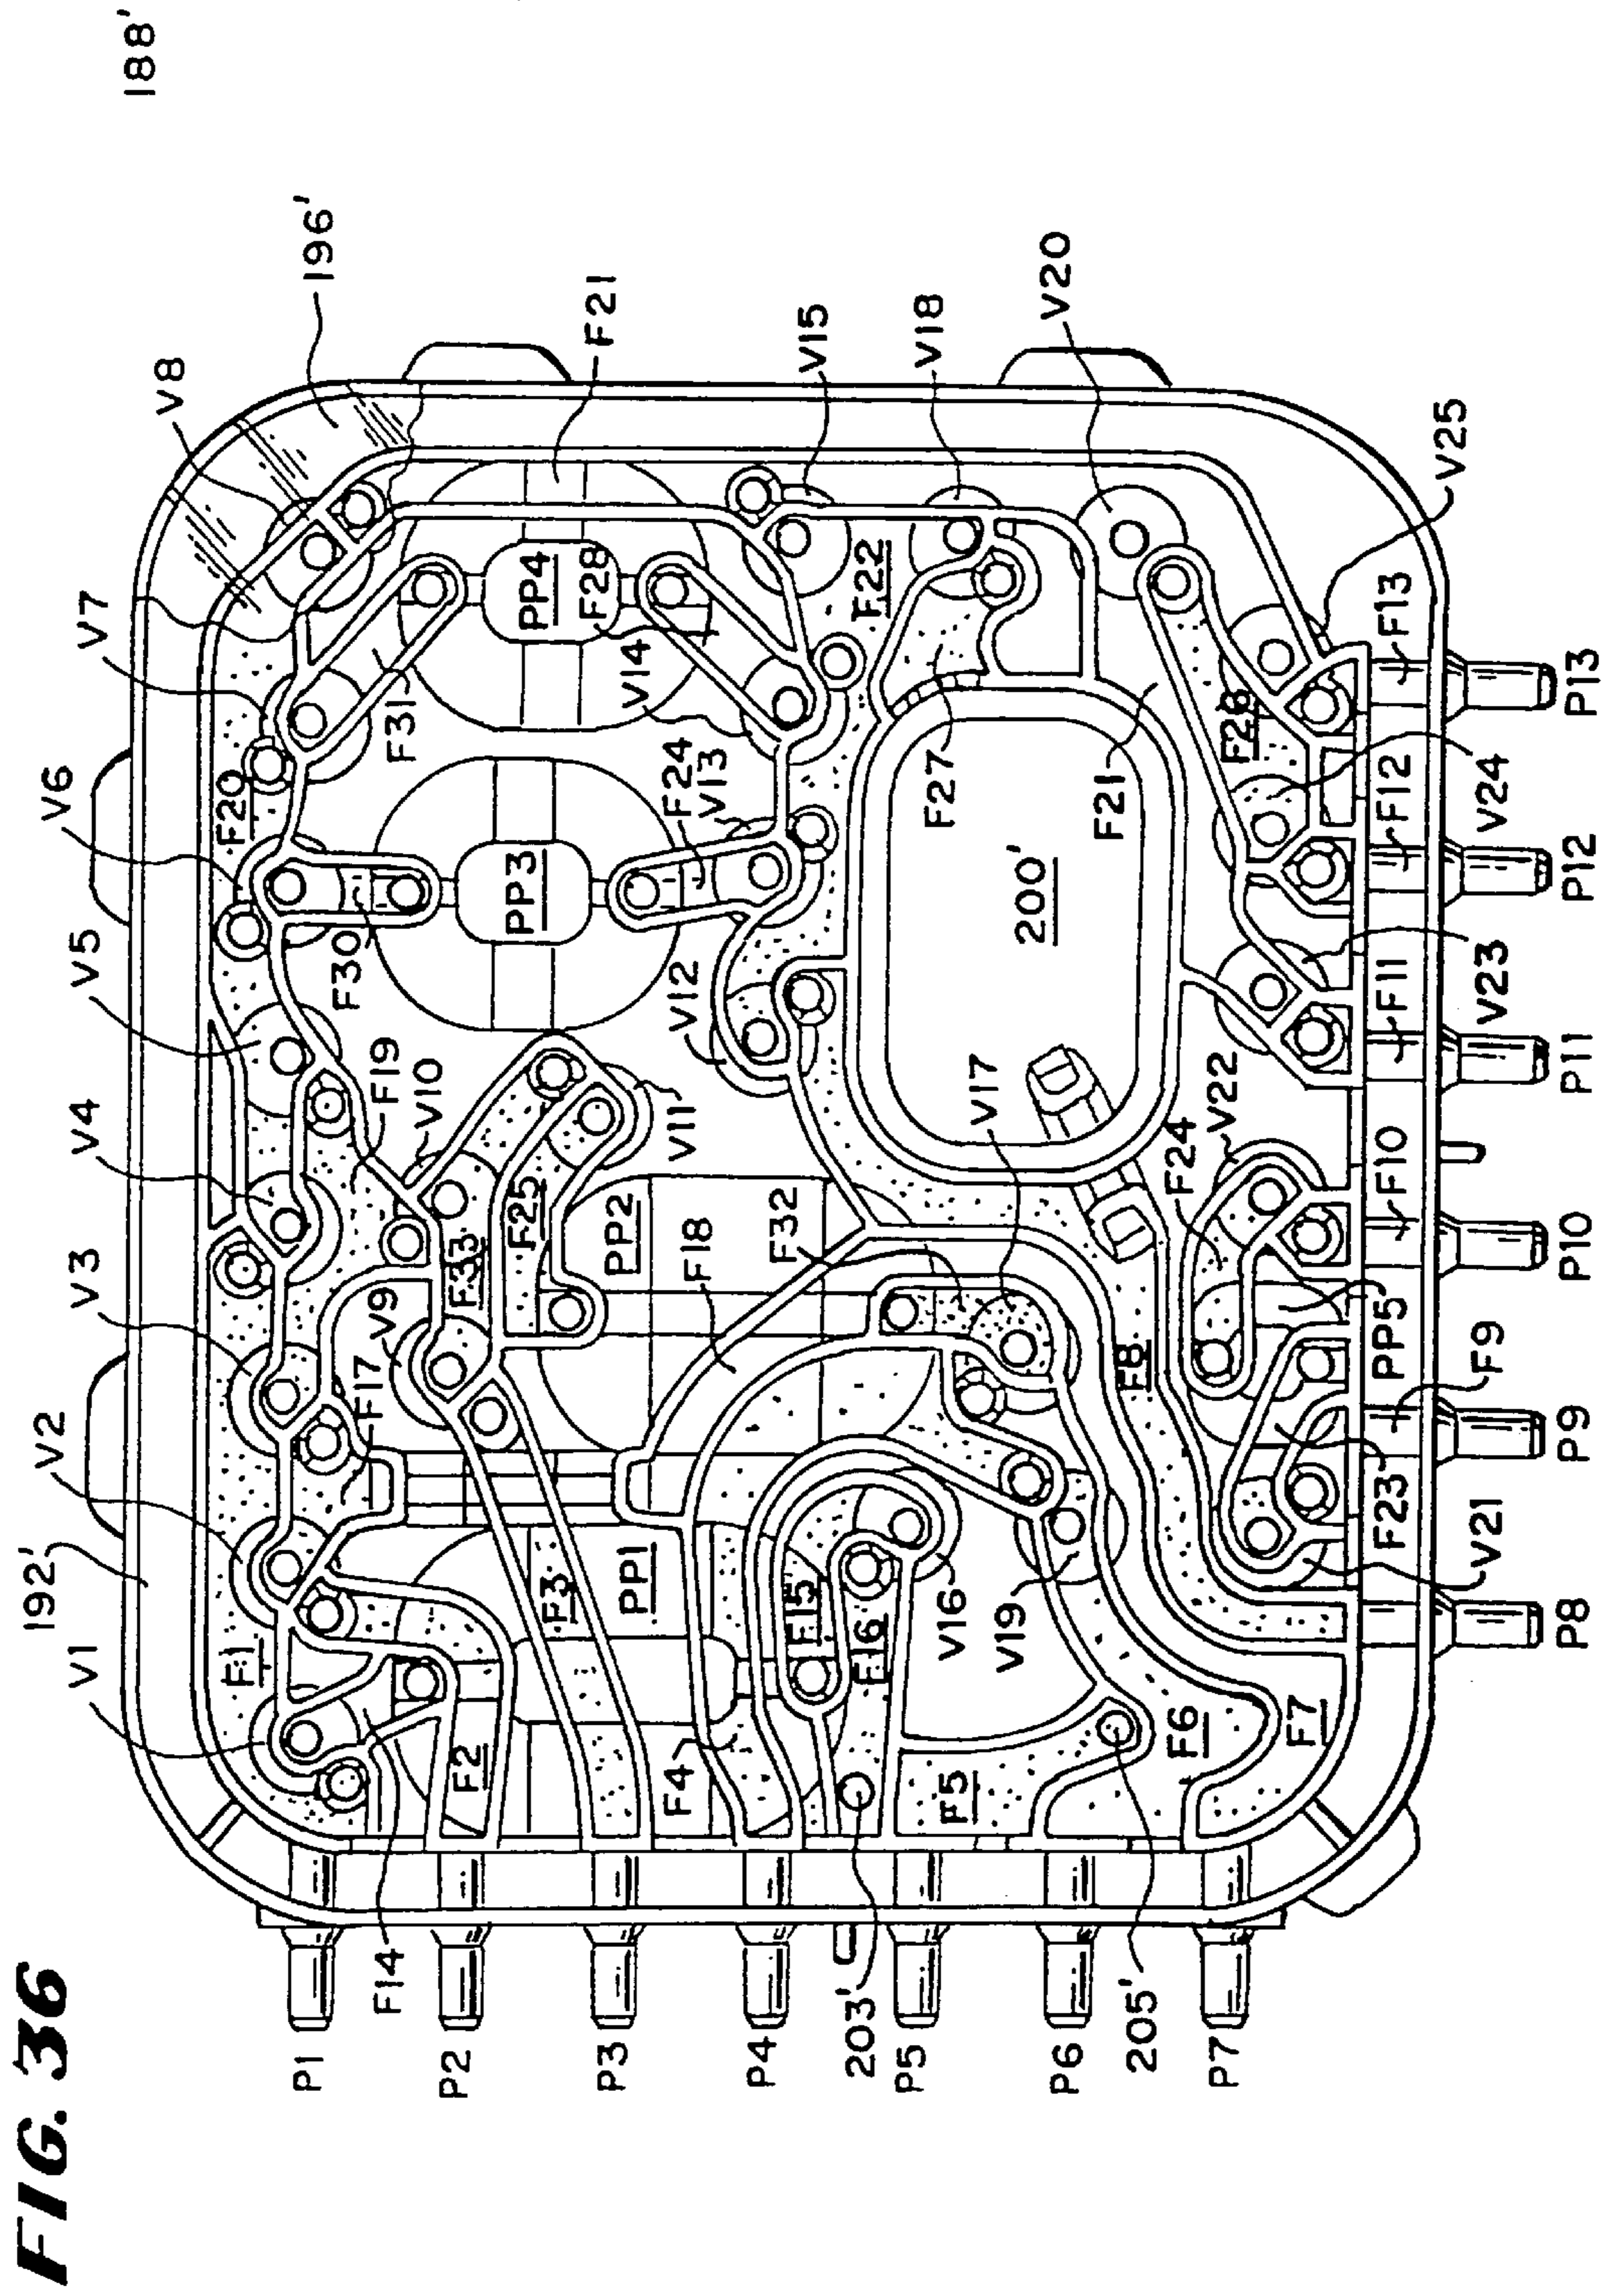 FIG. 36
188'
192'
196'
V1
V2
V3
V4
V5
V6
V7
V8
F1
F20
F17
F19
V9
V10
F30
F31
F21
F14
F2
F3
F33
F25
V11
PP1
PP2
PP3
PP4
F28
V14
F24
V13
V12
F18
F32
V17
F4
F15
F16
V16
V19
F5
F6
F7
F8
F22
F27
V15
V18
V20
200'
F21
F24
V22
F28
V25
PP5
F23
V21
V23
V24
F9
F10
F11
F12
F13
P1
P2
P3
P4
203'
P5
P6
205'
P7
P8
P9
P10
P11
P12
P13